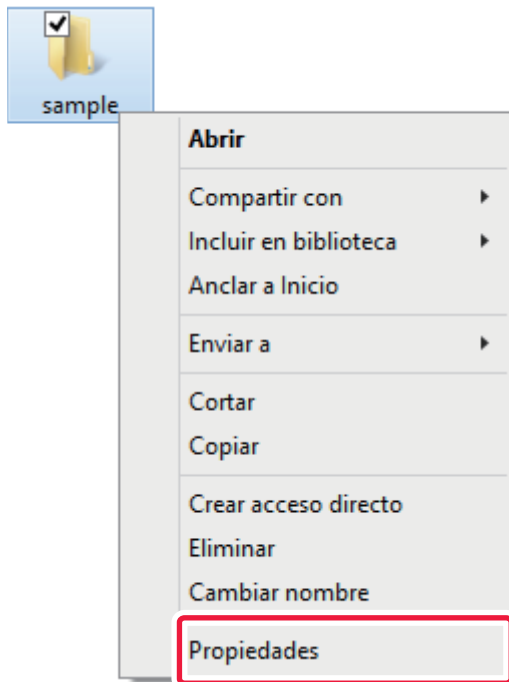 sample
Abrir
Compartir con
Incluir en biblioteca
Anclar a Inicio
Enviar a
Cortar
Copiar
Crear acceso directo
Eliminar
Cambiar nombre
Propiedades